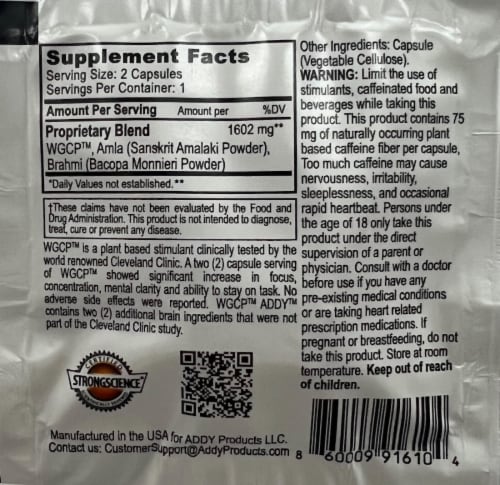 Supplement Facts
Serving Size: 2 Capsules
Servings Per Container: 1
Amount Per Serving Amount per %DV
Proprietary Blend 1602 mg**
WGCP™, Amla (Sanskrit Amalaki Powder),
Brahmi (Bacopa Monnieri Powder)
*Daily Values not established.**
†These claims have not been evaluated by the Food and
Drug Administration. This product is not intended to diagnose,
treat, cure or prevent any disease.
WGCP™ is a plant based stimulant clinically tested by the
world renowned Cleveland Clinic. A two (2) capsule serving
of WGCP™ showed significant increase in focus,
concentration, mental clarity and ability to stay on task. No
adverse side effects were reported. WGCP™ ADDY™
contains two (2) additional brain ingredients that were not
part of the Cleveland Clinic study.
Other Ingredients: Capsule
(Vegetable Cellulose).
WARNING: Limit the use of
stimulants, caffeinated food and
beverages while taking this
product. This product contains 75
mg of naturally occurring plant
based caffeine fiber per capsule,
Too much caffeine may cause
nervousness, irritability,
sleeplessness, and occasional
rapid heartbeat. Persons under
the age of 18 only take this
product under the direct
supervision of a parent or
physician. Consult with a doctor
before use if you have any
pre-existing medical conditions
or are taking heart related
prescription medications. If
pregnant or breastfeeding, do not
take this product. Store at room
temperature. Keep out of reach
of children.
CERTIFIED
STRONGSCIENCE
Manufactured in the USA for ADDY Products LLC.
Contact us: CustomerSupport@AddyProducts.com
8 60009 91610 4